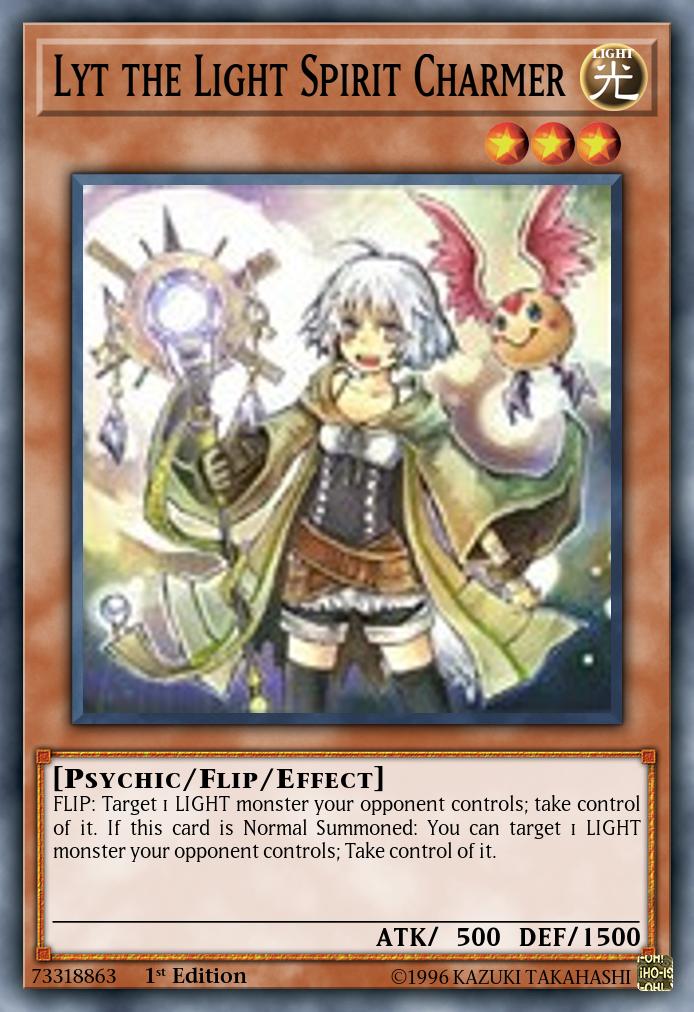 Lyt the Light Spirit Charmer
LIGHT
光
[Psychic/Flip/Effect]
FLIP: Target 1 LIGHT monster your opponent controls; take control
of it. If this card is Normal Summoned: You can target 1 LIGHT
monster your opponent controls; Take control of it.
ATK/ 500 DEF/1500
73318863 1st Edition ©1996 KAZUKI TAKAHASHI